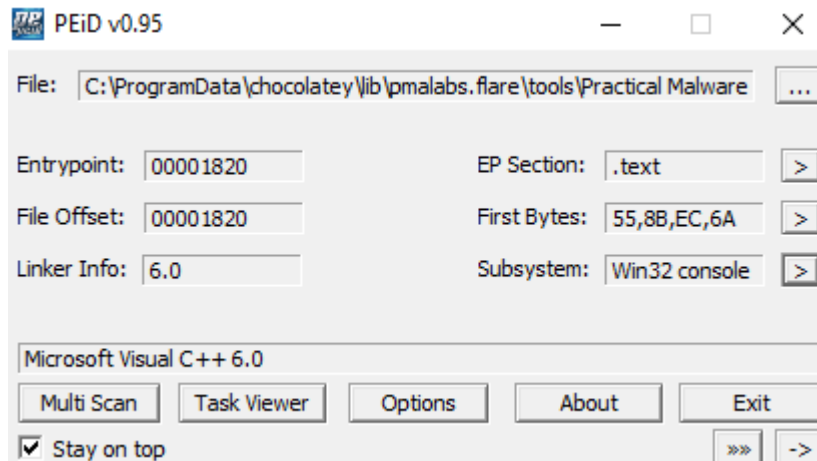 PEiD v0.95
File: C:\ProgramData\chocolatey\lib\pmalabs.flare\tools\Practical Malware ...
Entrypoint: 00001820 EP Section: .text >
File Offset: 00001820 First Bytes: 55,8B,EC,6A >
Linker Info: 6.0 Subsystem: Win32 console >
Microsoft Visual C++ 6.0
Multi Scan Task Viewer Options About Exit
Stay on top »» ->